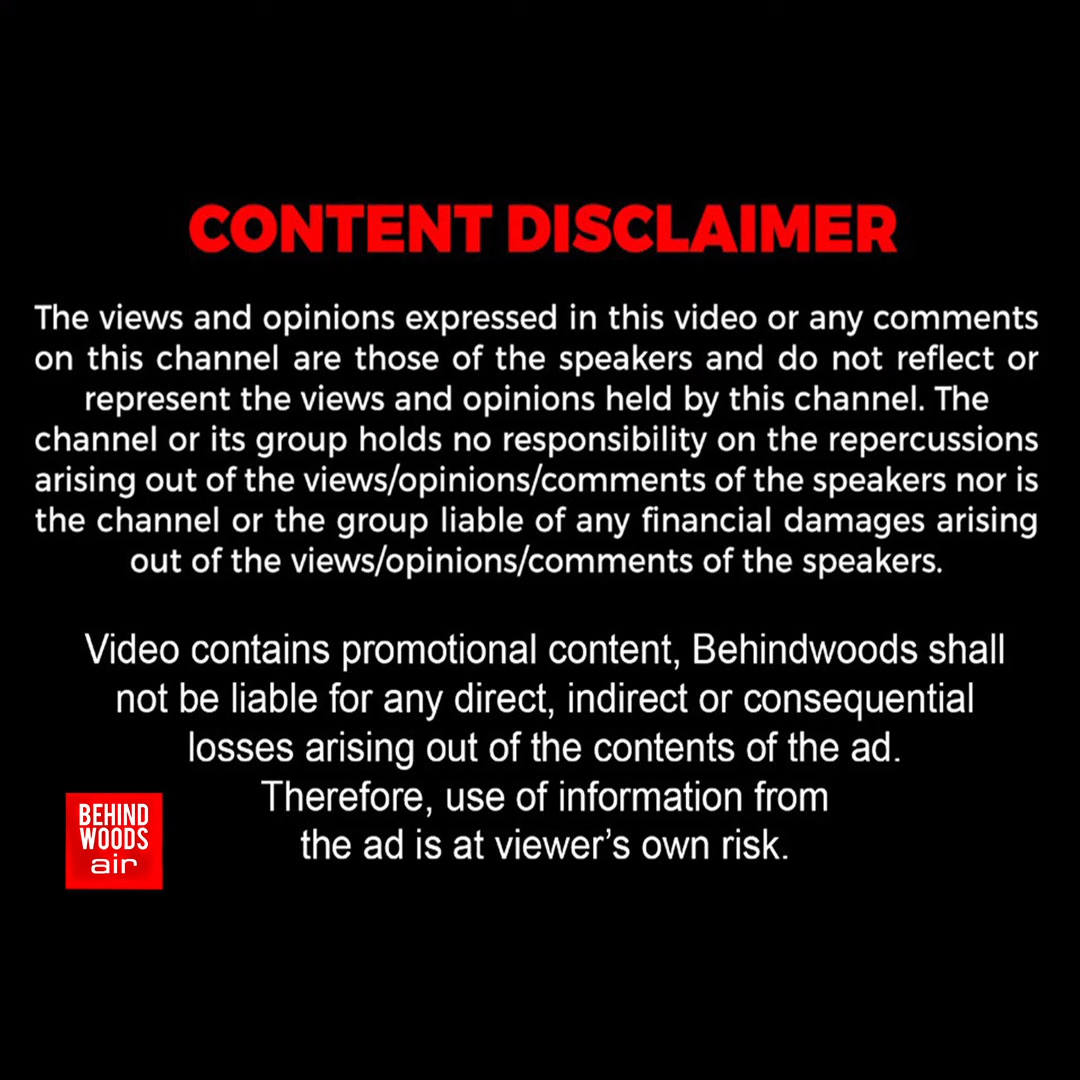 CONTENT DISCLAIMER
The views and opinions expressed in this video or any comments
on this channel are those of the speakers and do not reflect or
represent the views and opinions held by this channel. The
channel or its group holds no responsibility on the repercussions
arising out of the views/opinions/comments of the speakers nor is
the channel or the group liable of any financial damages arising
out of the views/opinions/comments of the speakers.
Video contains promotional content, Behindwoods shall
not be liable for any direct, indirect or consequential
losses arising out of the contents of the ad.
Therefore, use of information from
the ad is at viewer’s own risk.
BEHIND
WOODS
air